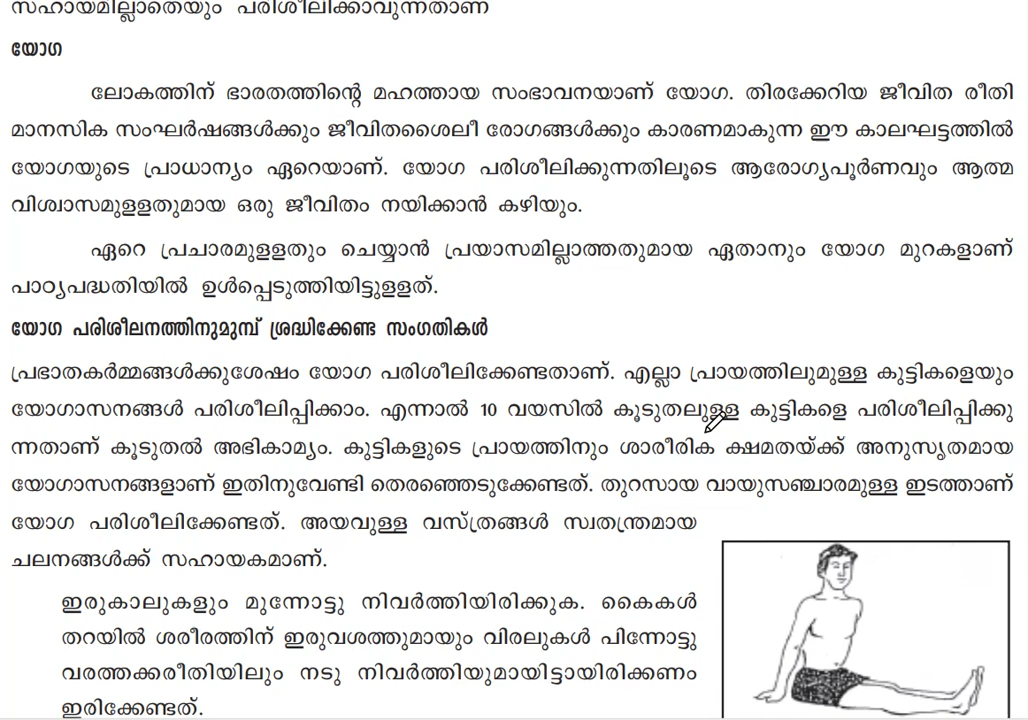 സഹായമില്ലാതെയും പരിശീലിക്കാവുന്നതാണ്
യോഗ
ലോകത്തിന് ഭാരതത്തിന്റെ മഹത്തായ സംഭാവനയാണ് യോഗ. തിരക്കേറിയ ജീവിത രീതി
മാനസിക സംഘർഷങ്ങൾക്കും ജീവിതശൈലീ രോഗങ്ങൾക്കും കാരണമാകുന്ന ഈ കാലഘട്ടത്തിൽ
യോഗയുടെ പ്രാധാന്യം ഏറെയാണ്. യോഗ പരിശീലിക്കുന്നതിലൂടെ ആരോഗ്യപൂർണവും ആത്മ
വിശ്വാസമുളളതുമായ ഒരു ജീവിതം നയിക്കാൻ കഴിയും.
ഏറെ പ്രചാരമുളളതും ചെയ്യാൻ പ്രയാസമില്ലാത്തതുമായ ഏതാനും യോഗ മുറകളാണ്
പാഠ്യപദ്ധതിയിൽ ഉൾപ്പെടുത്തിയിട്ടുളളത്.
യോഗ പരിശീലനത്തിനുമുമ്പ് ശ്രദ്ധിക്കേണ്ട സംഗതികൾ
പ്രഭാതകർമ്മങ്ങൾക്കുശേഷം യോഗ പരിശീലിക്കേണ്ടതാണ്. എല്ലാ പ്രായത്തിലുമുള്ള കുട്ടികളെയും
യോഗാസനങ്ങൾ പരിശീലിപ്പിക്കാം. എന്നാൽ 10 വയസിൽ കൂടുതലുള്ള കുട്ടികളെ പരിശീലിപ്പിക്കു
ന്നതാണ് കൂടുതൽ അഭികാമ്യം. കുട്ടികളുടെ പ്രായത്തിനും ശാരീരിക ക്ഷമതയ്ക്ക് അനുസൃതമായ
യോഗാസനങ്ങളാണ് ഇതിനുവേണ്ടി തെരഞ്ഞെടുക്കേണ്ടത്. തുറസായ വായുസഞ്ചാരമുള്ള ഇടത്താണ്
യോഗ പരിശീലിക്കേണ്ടത്. അയവുള്ള വസ്ത്രങ്ങൾ സ്വതന്ത്രമായ
ചലനങ്ങൾക്ക് സഹായകമാണ്.
ഇരുകാലുകളും മുന്നോട്ടു നിവർത്തിയിരിക്കുക. കൈകൾ
തറയിൽ ശരീരത്തിന് ഇരുവശത്തുമായും വിരലുകൾ പിന്നോട്ടു
വരത്തക്കരീതിയിലും നടു നിവർത്തിയുമായിട്ടായിരിക്കണം
ഇരിക്കേണ്ടത്.